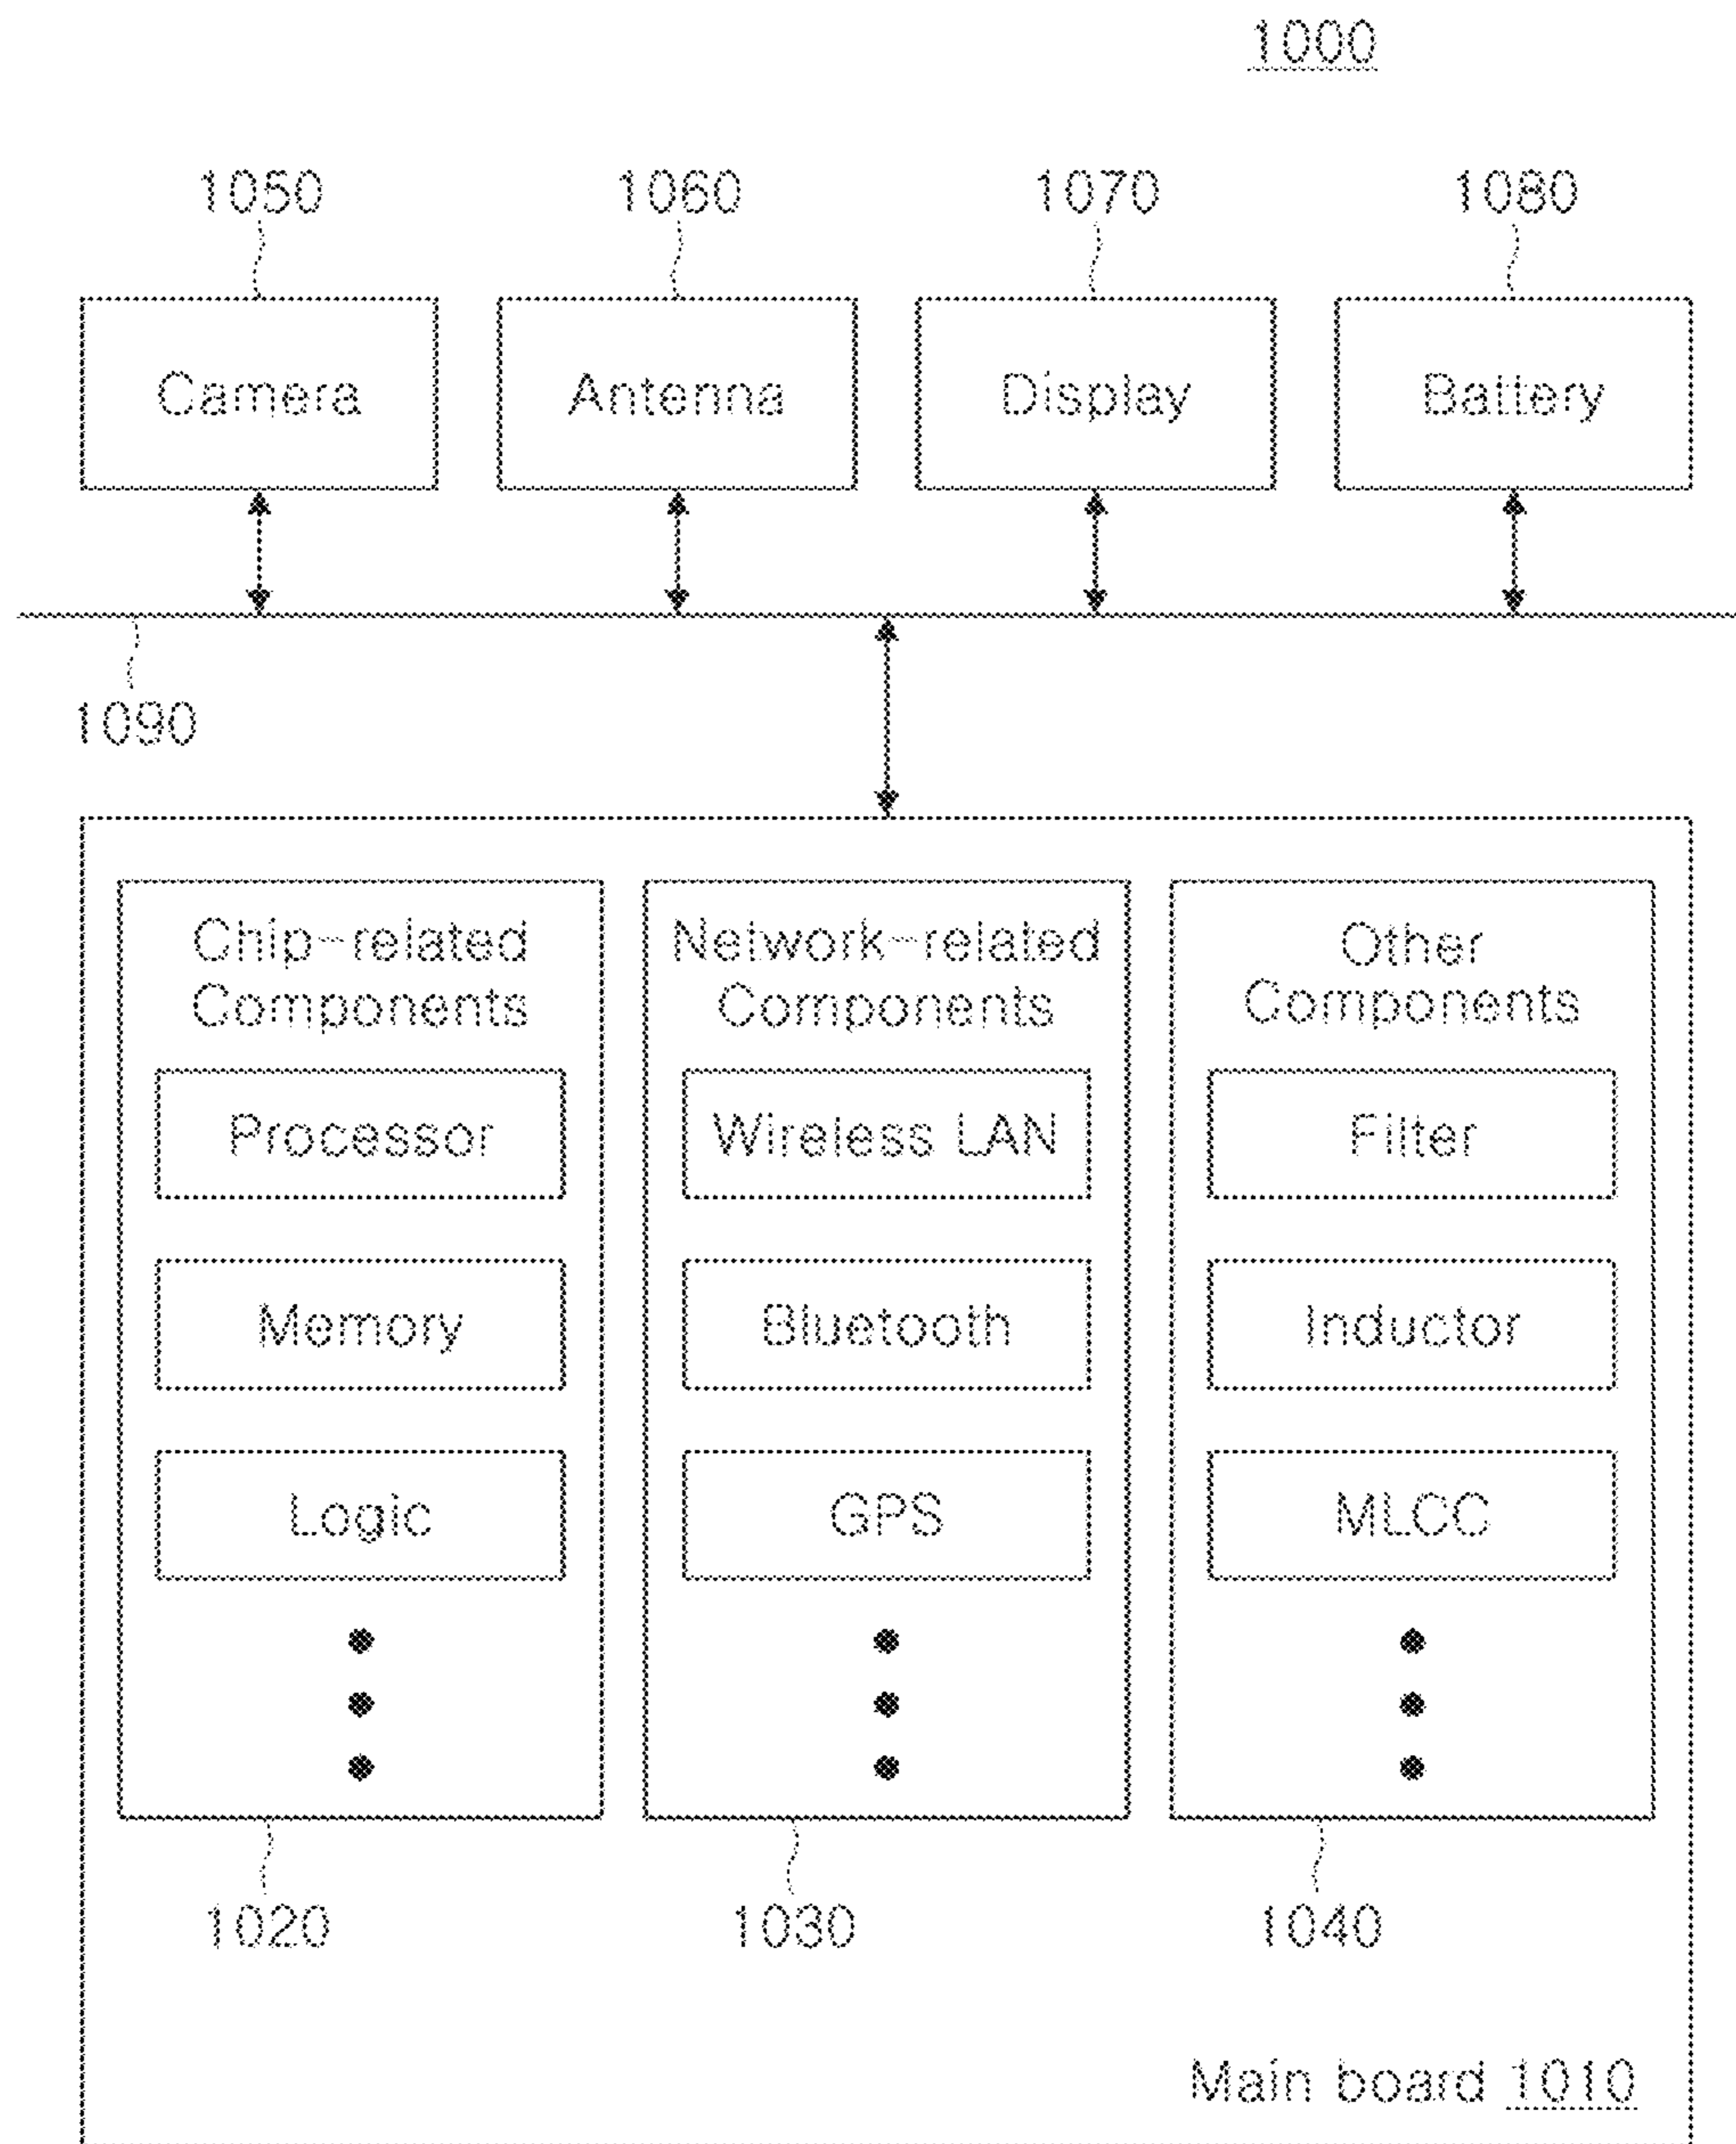 1000
1050
1060
1070
1080
Camera
Antenna
Display
Battery
1090
Chip-related
Components
Processor
Memory
Logic
1020
Network-related
Components
Wireless LAN
Bluetooth
GPS
1030
Other
Components
Filter
Inductor
MLCC
1040
Main board 1010